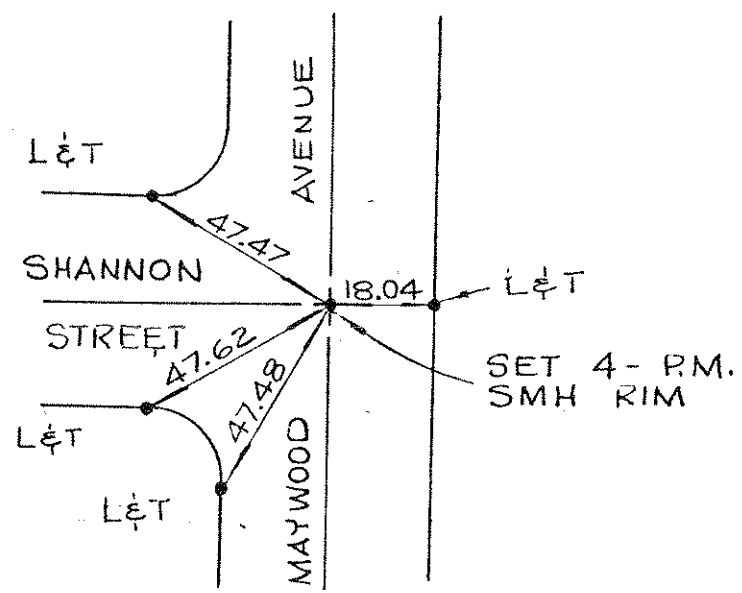 AVENUE
L & T
47.47
SHANNON
18.04
L & T
STREET
47.62
SET 4 - P.M.
SMH RIM
47.48
L & T
L & T
MAYWOOD